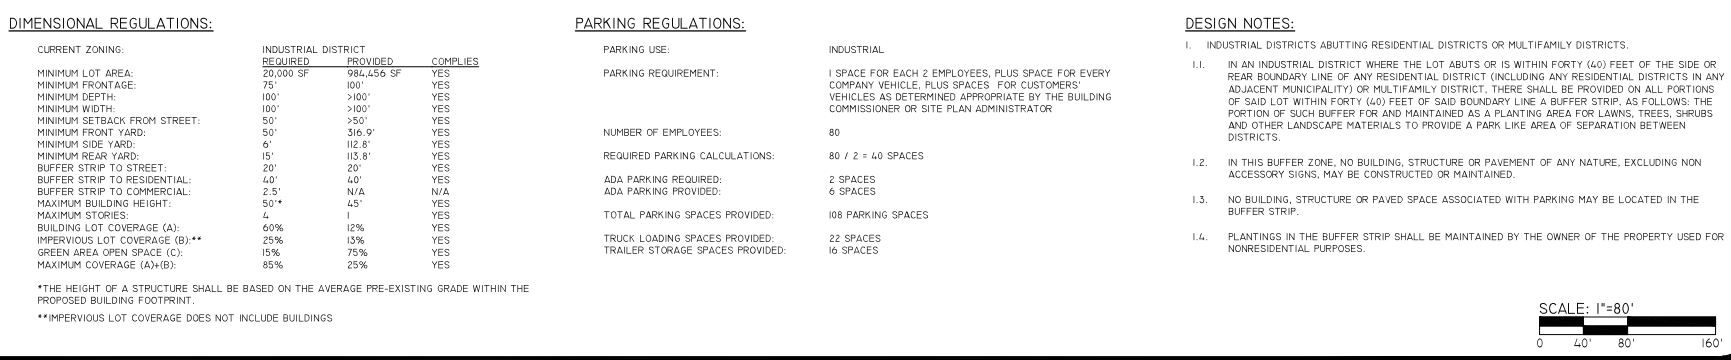 DIMENSIONAL REGULATIONS:
CURRENT ZONING: INDUSTRIAL DISTRICT
REQUIRED PROVIDED COMPLIES
MINIMUM LOT AREA: 20,000 SF 984,456 SF YES
MINIMUM FRONTAGE: 75' 100' YES
MINIMUM DEPTH: 100' >100' YES
MINIMUM WIDTH: 100' >100' YES
MINIMUM SETBACK FROM STREET: 50' >50' YES
MINIMUM FRONT YARD: 50' 316.9' YES
MINIMUM SIDE YARD: 6' 112.8' YES
MINIMUM REAR YARD: 15' 113.8' YES
BUFFER STRIP TO STREET: 20' 20' YES
BUFFER STRIP TO RESIDENTIAL: 40' 40' YES
BUFFER STRIP TO COMMERCIAL: 2.5' N/A N/A
MAXIMUM BUILDING HEIGHT: 50'* 45' YES
MAXIMUM STORIES: 4 1 YES
BUILDING LOT COVERAGE (A): 60% 12% YES
IMPERVIOUS LOT COVERAGE (B):** 25% 13% YES
GREEN AREA OPEN SPACE (C): 15% 75% YES
MAXIMUM COVERAGE (A)+(B): 85% 25% YES
*THE HEIGHT OF A STRUCTURE SHALL BE BASED ON THE AVERAGE PRE-EXISTING GRADE WITHIN THE
PROPOSED BUILDING FOOTPRINT.
**IMPERVIOUS LOT COVERAGE DOES NOT INCLUDE BUILDINGS
PARKING REGULATIONS:
PARKING USE: INDUSTRIAL
PARKING REQUIREMENT: 1 SPACE FOR EACH 2 EMPLOYEES, PLUS SPACE FOR EVERY
COMPANY VEHICLE, PLUS SPACES FOR CUSTOMERS'
VEHICLES AS DETERMINED APPROPRIATE BY THE BUILDING
COMMISSIONER OR SITE PLAN ADMINISTRATOR
NUMBER OF EMPLOYEES: 80
REQUIRED PARKING CALCULATIONS: 80 / 2 = 40 SPACES
ADA PARKING REQUIRED: 2 SPACES
ADA PARKING PROVIDED: 6 SPACES
TOTAL PARKING SPACES PROVIDED: 108 PARKING SPACES
TRUCK LOADING SPACES PROVIDED: 22 SPACES
TRAILER STORAGE SPACES PROVIDED: 16 SPACES
DESIGN NOTES:
1. INDUSTRIAL DISTRICTS ABUTTING RESIDENTIAL DISTRICTS OR MULTIFAMILY DISTRICTS.
1.1. IN AN INDUSTRIAL DISTRICT WHERE THE LOT ABUTS OR IS WITHIN FORTY (40) FEET OF THE SIDE OR
REAR BOUNDARY LINE OF ANY RESIDENTIAL DISTRICT (INCLUDING ANY RESIDENTIAL DISTRICTS IN ANY
ADJACENT MUNICIPALITY) OR MULTIFAMILY DISTRICT, THERE SHALL BE PROVIDED ON ALL PORTIONS
OF SAID LOT WITHIN FORTY (40) FEET OF SAID BOUNDARY LINE A BUFFER STRIP, AS FOLLOWS: THE
PORTION OF SUCH BUFFER FOR AND MAINTAINED AS A PLANTING AREA FOR LAWNS, TREES, SHRUBS
AND OTHER LANDSCAPE MATERIALS TO PROVIDE A PARK LIKE AREA OF SEPARATION BETWEEN
DISTRICTS.
1.2. IN THIS BUFFER ZONE, NO BUILDING, STRUCTURE OR PAVEMENT OF ANY NATURE, EXCLUDING NON
ACCESSORY SIGNS, MAY BE CONSTRUCTED OR MAINTAINED.
1.3. NO BUILDING, STRUCTURE OR PAVED SPACE ASSOCIATED WITH PARKING MAY BE LOCATED IN THE
BUFFER STRIP.
1.4. PLANTINGS IN THE BUFFER STRIP SHALL BE MAINTAINED BY THE OWNER OF THE PROPERTY USED FOR
NONRESIDENTIAL PURPOSES.
SCALE: 1"=80'
0 40' 80' 160'